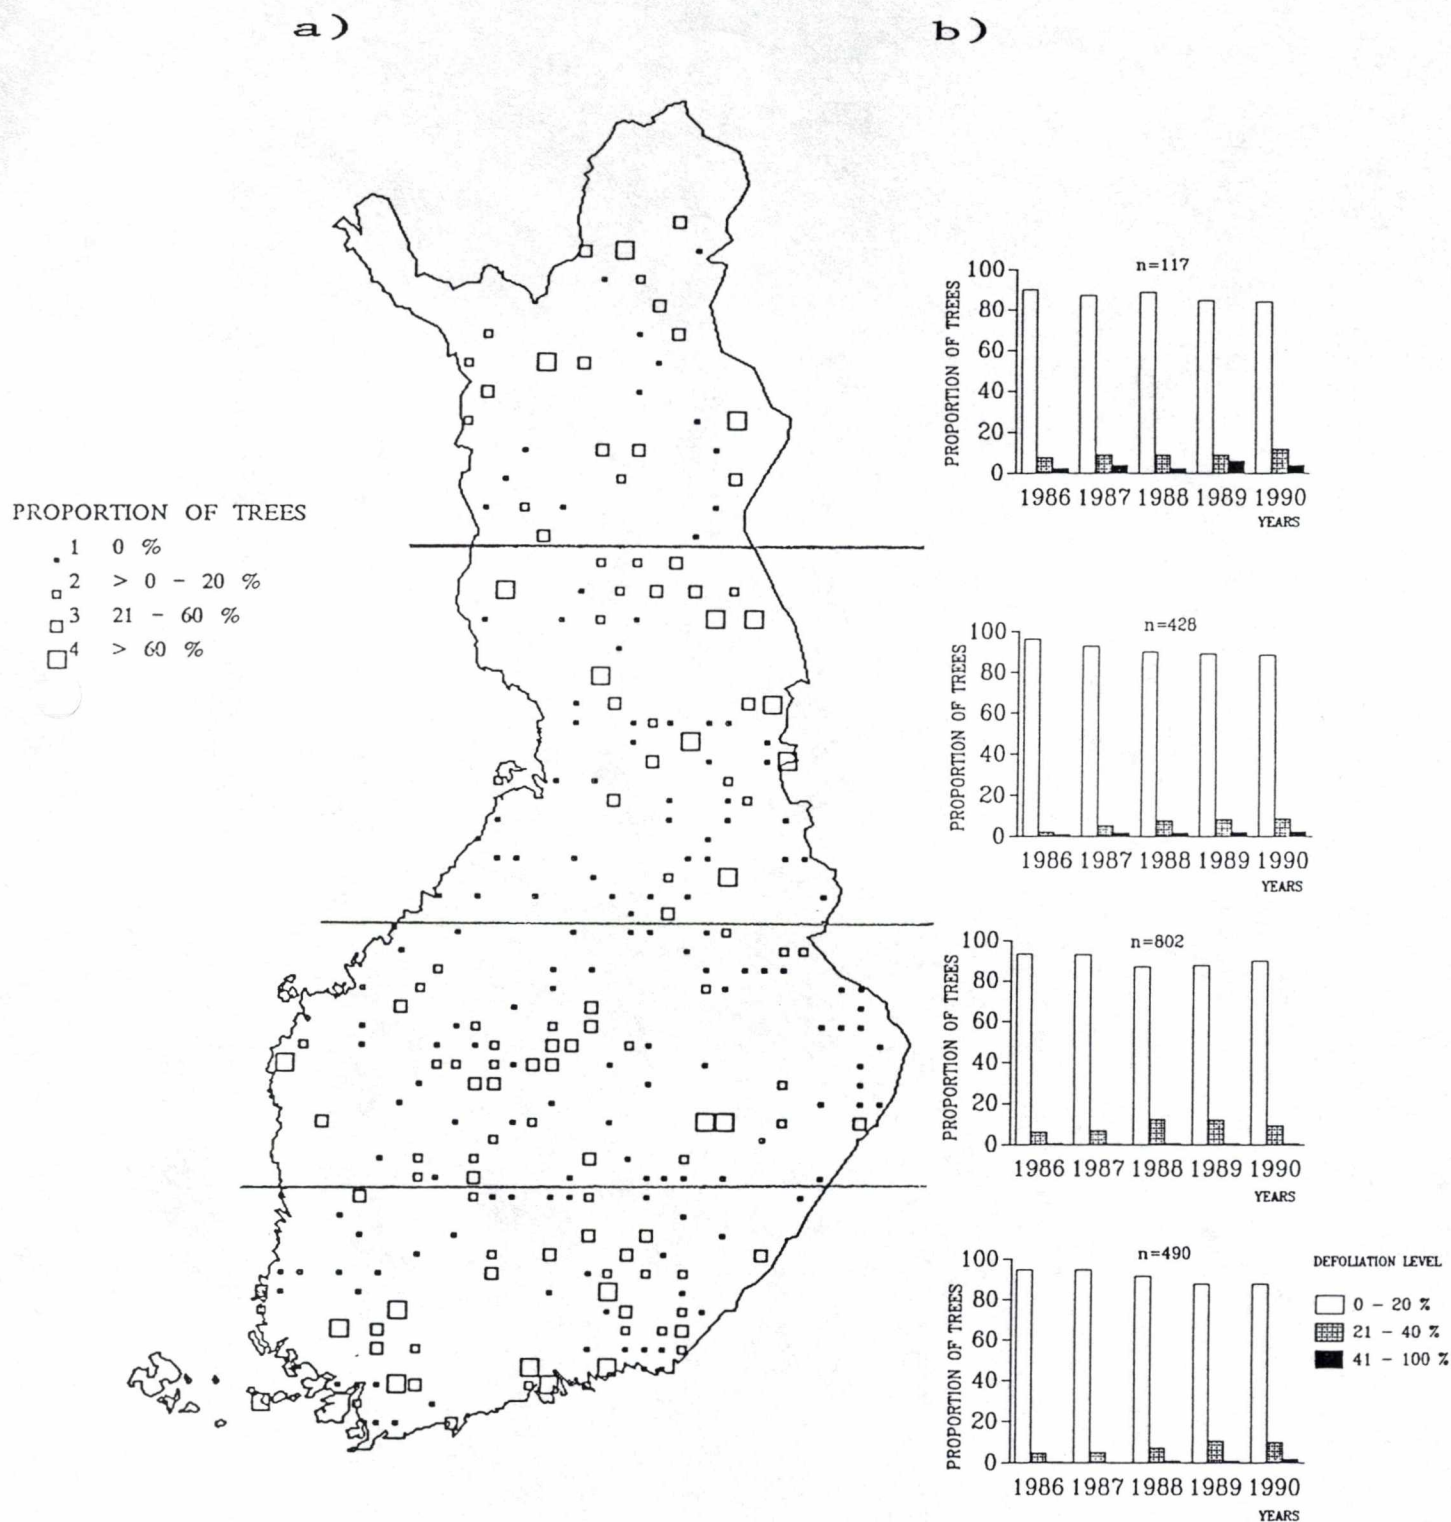 a)
b)
PROPORTION OF TREES
1 0 %
2 > 0 - 20 %
3 21 - 60 %
4 > 60 %
n=117
PROPORTION OF TREES
100
80
60
40
20
0
1986 1987 1988 1989 1990
YEARS
n=428
PROPORTION OF TREES
100
80
60
40
20
0
1986 1987 1988 1989 1990
YEARS
n=802
PROPORTION OF TREES
100
80
60
40
20
0
1986 1987 1988 1989 1990
YEARS
n=490
PROPORTION OF TREES
100
80
60
40
20
0
1986 1987 1988 1989 1990
YEARS
DEFOLIATION LEVEL
0 - 20 %
21 - 40 %
41 - 100 %